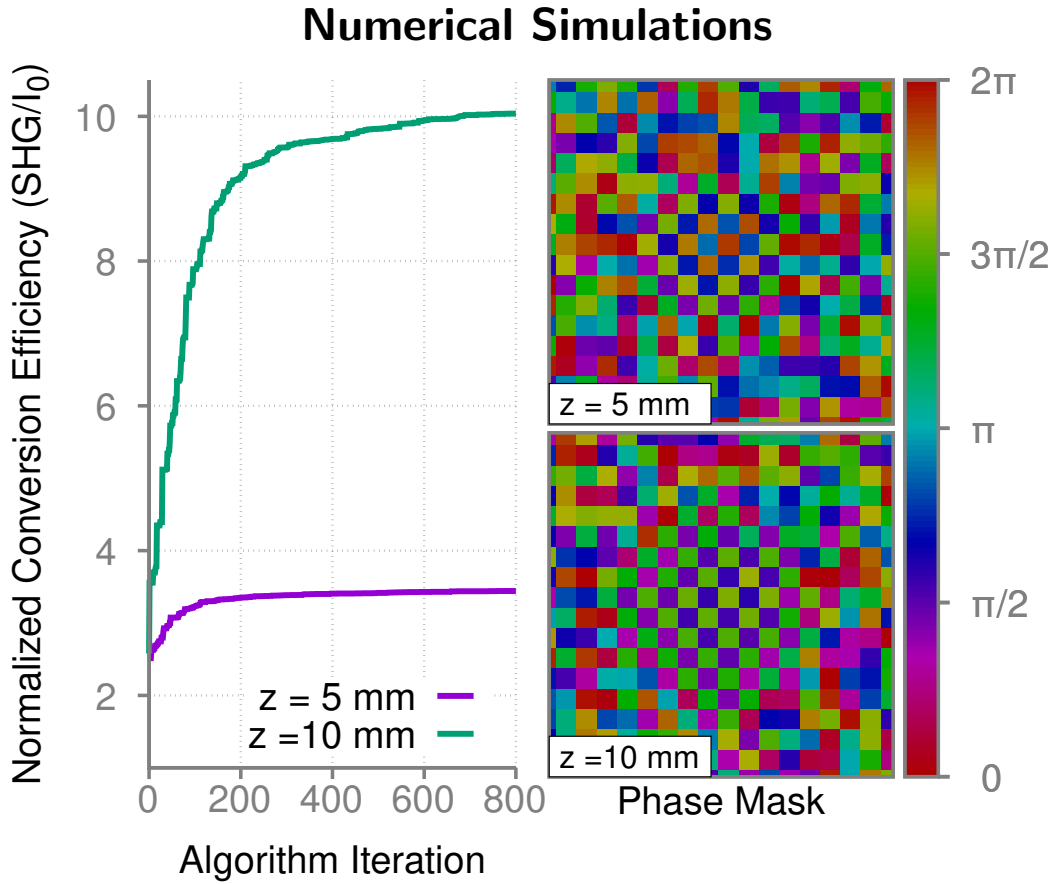 Numerical Simulations
Normalized Conversion Efficiency (SHG/I₀)
10
8
6
4
2
0
200
400
600
800
Algorithm Iteration
z = 5 mm
z =10 mm
z = 5 mm
z =10 mm
Phase Mask
2π
3π/2
π
π/2
0